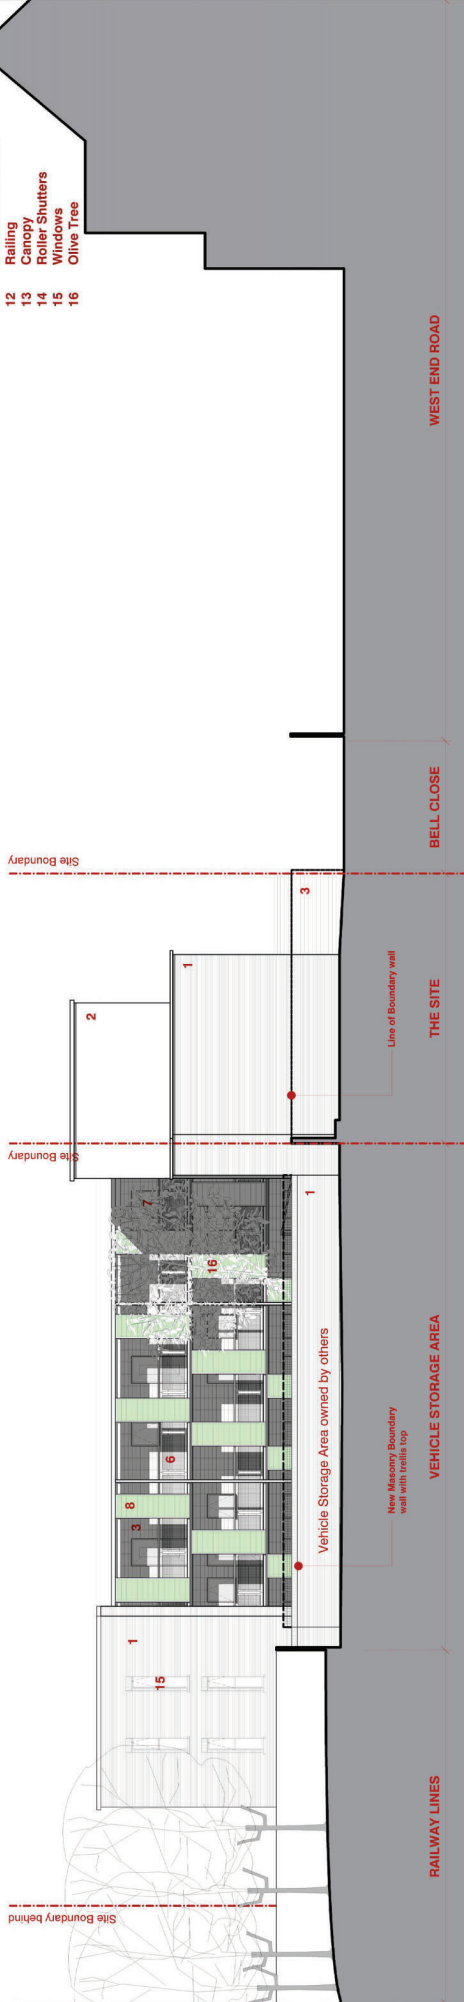 12 Railing
13 Canopy
14 Roller Shutters
15 Windows
16 Olive Tree
Site Boundary behind
Site Boundary
Site Boundary
1
15
3
8
6
7
16
2
1
3
1
Vehicle Storage Area owned by others
New Masonry Boundary
wall with trellis top
Line of Boundary wall
RAILWAY LINES
VEHICLE STORAGE AREA
THE SITE
BELL CLOSE
WEST END ROAD